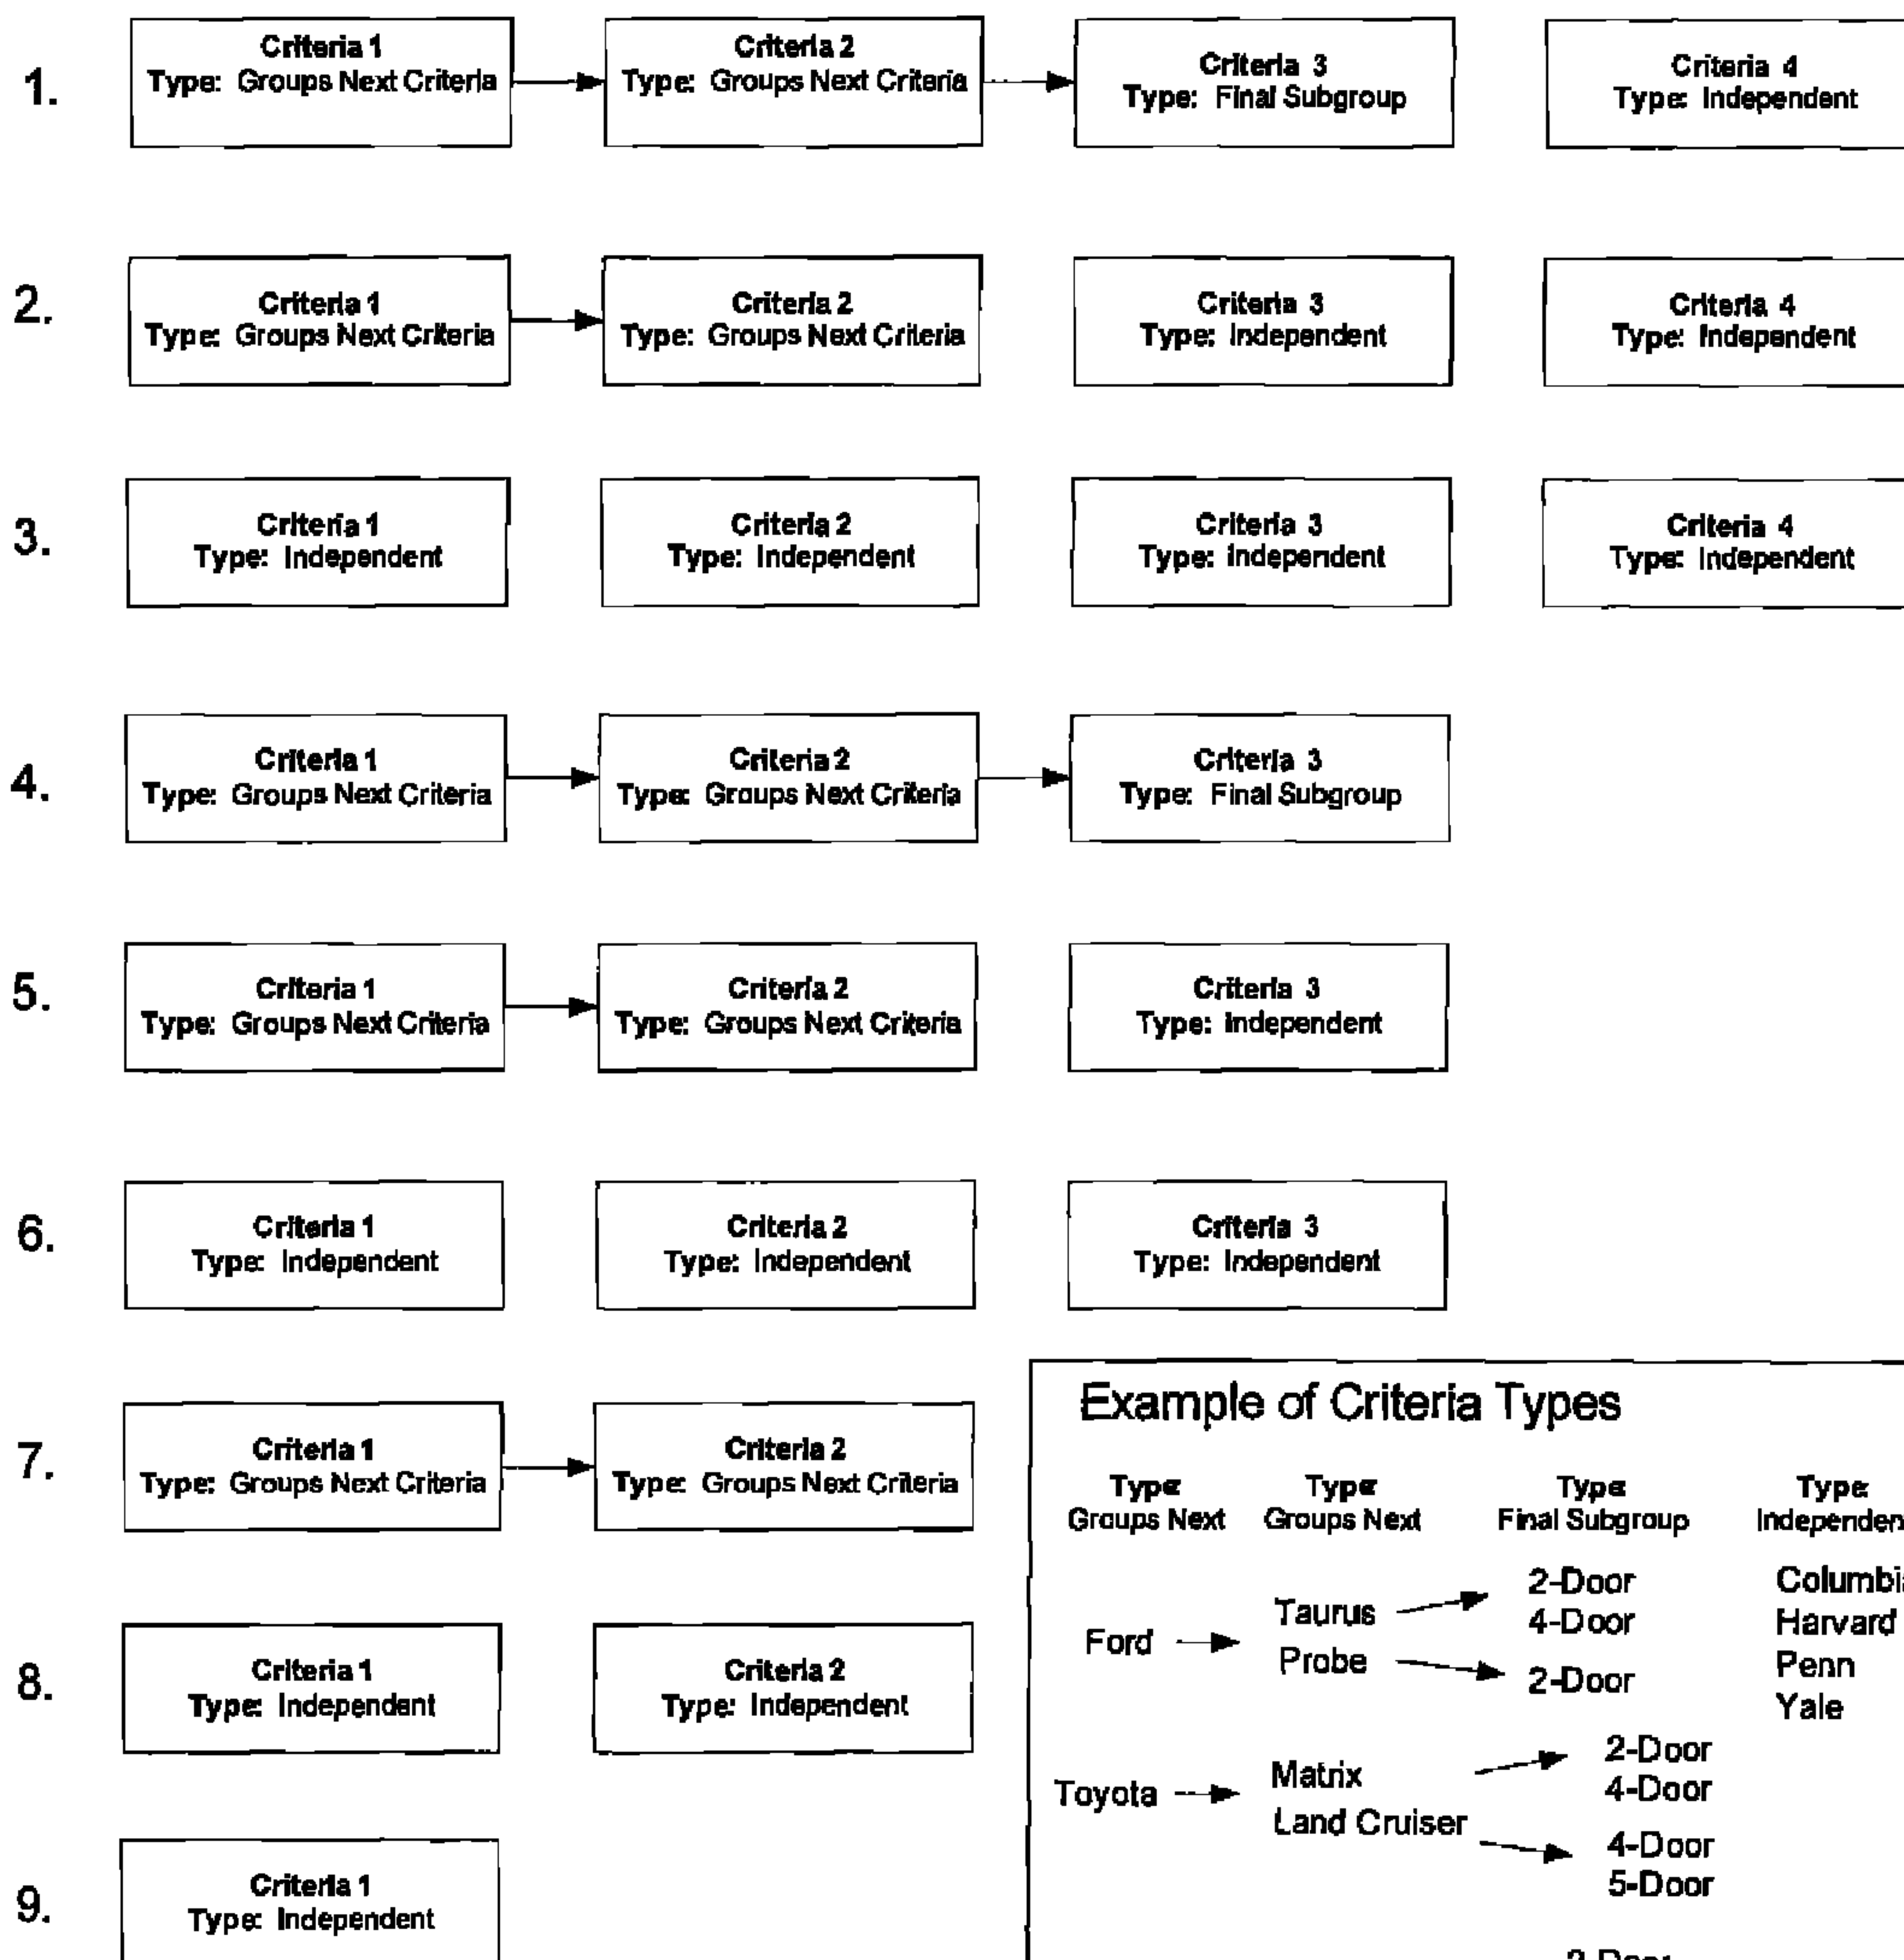 1.
Criteria 1
Type: Groups Next Criteria
Criteria 2
Type: Groups Next Criteria
Criteria 3
Type: Final Subgroup
Criteria 4
Type: Independent
2.
Criteria 1
Type: Groups Next Criteria
Criteria 2
Type: Groups Next Criteria
Criteria 3
Type: Independent
Criteria 4
Type: Independent
3.
Criteria 1
Type: Independent
Criteria 2
Type: Independent
Criteria 3
Type: Independent
Criteria 4
Type: Independent
4.
Criteria 1
Type: Groups Next Criteria
Criteria 2
Type: Groups Next Criteria
Criteria 3
Type: Final Subgroup
5.
Criteria 1
Type: Groups Next Criteria
Criteria 2
Type: Groups Next Criteria
Criteria 3
Type: Independent
6.
Criteria 1
Type: Independent
Criteria 2
Type: Independent
Criteria 3
Type: Independent
7.
Criteria 1
Type: Groups Next Criteria
Criteria 2
Type: Groups Next Criteria
8.
Criteria 1
Type: Independent
Criteria 2
Type: Independent
9.
Criteria 1
Type: Independent
Example of Criteria Types
Type:
Groups Next
Type:
Groups Next
Type:
Final Subgroup
Type:
Independen
Ford
Taurus
Probe
2-Door
4-Door
2-Door
Columbia
Harvard
Penn
Yale
Toyota
Matrix
Land Cruiser
2-Door
4-Door
4-Door
5-Door